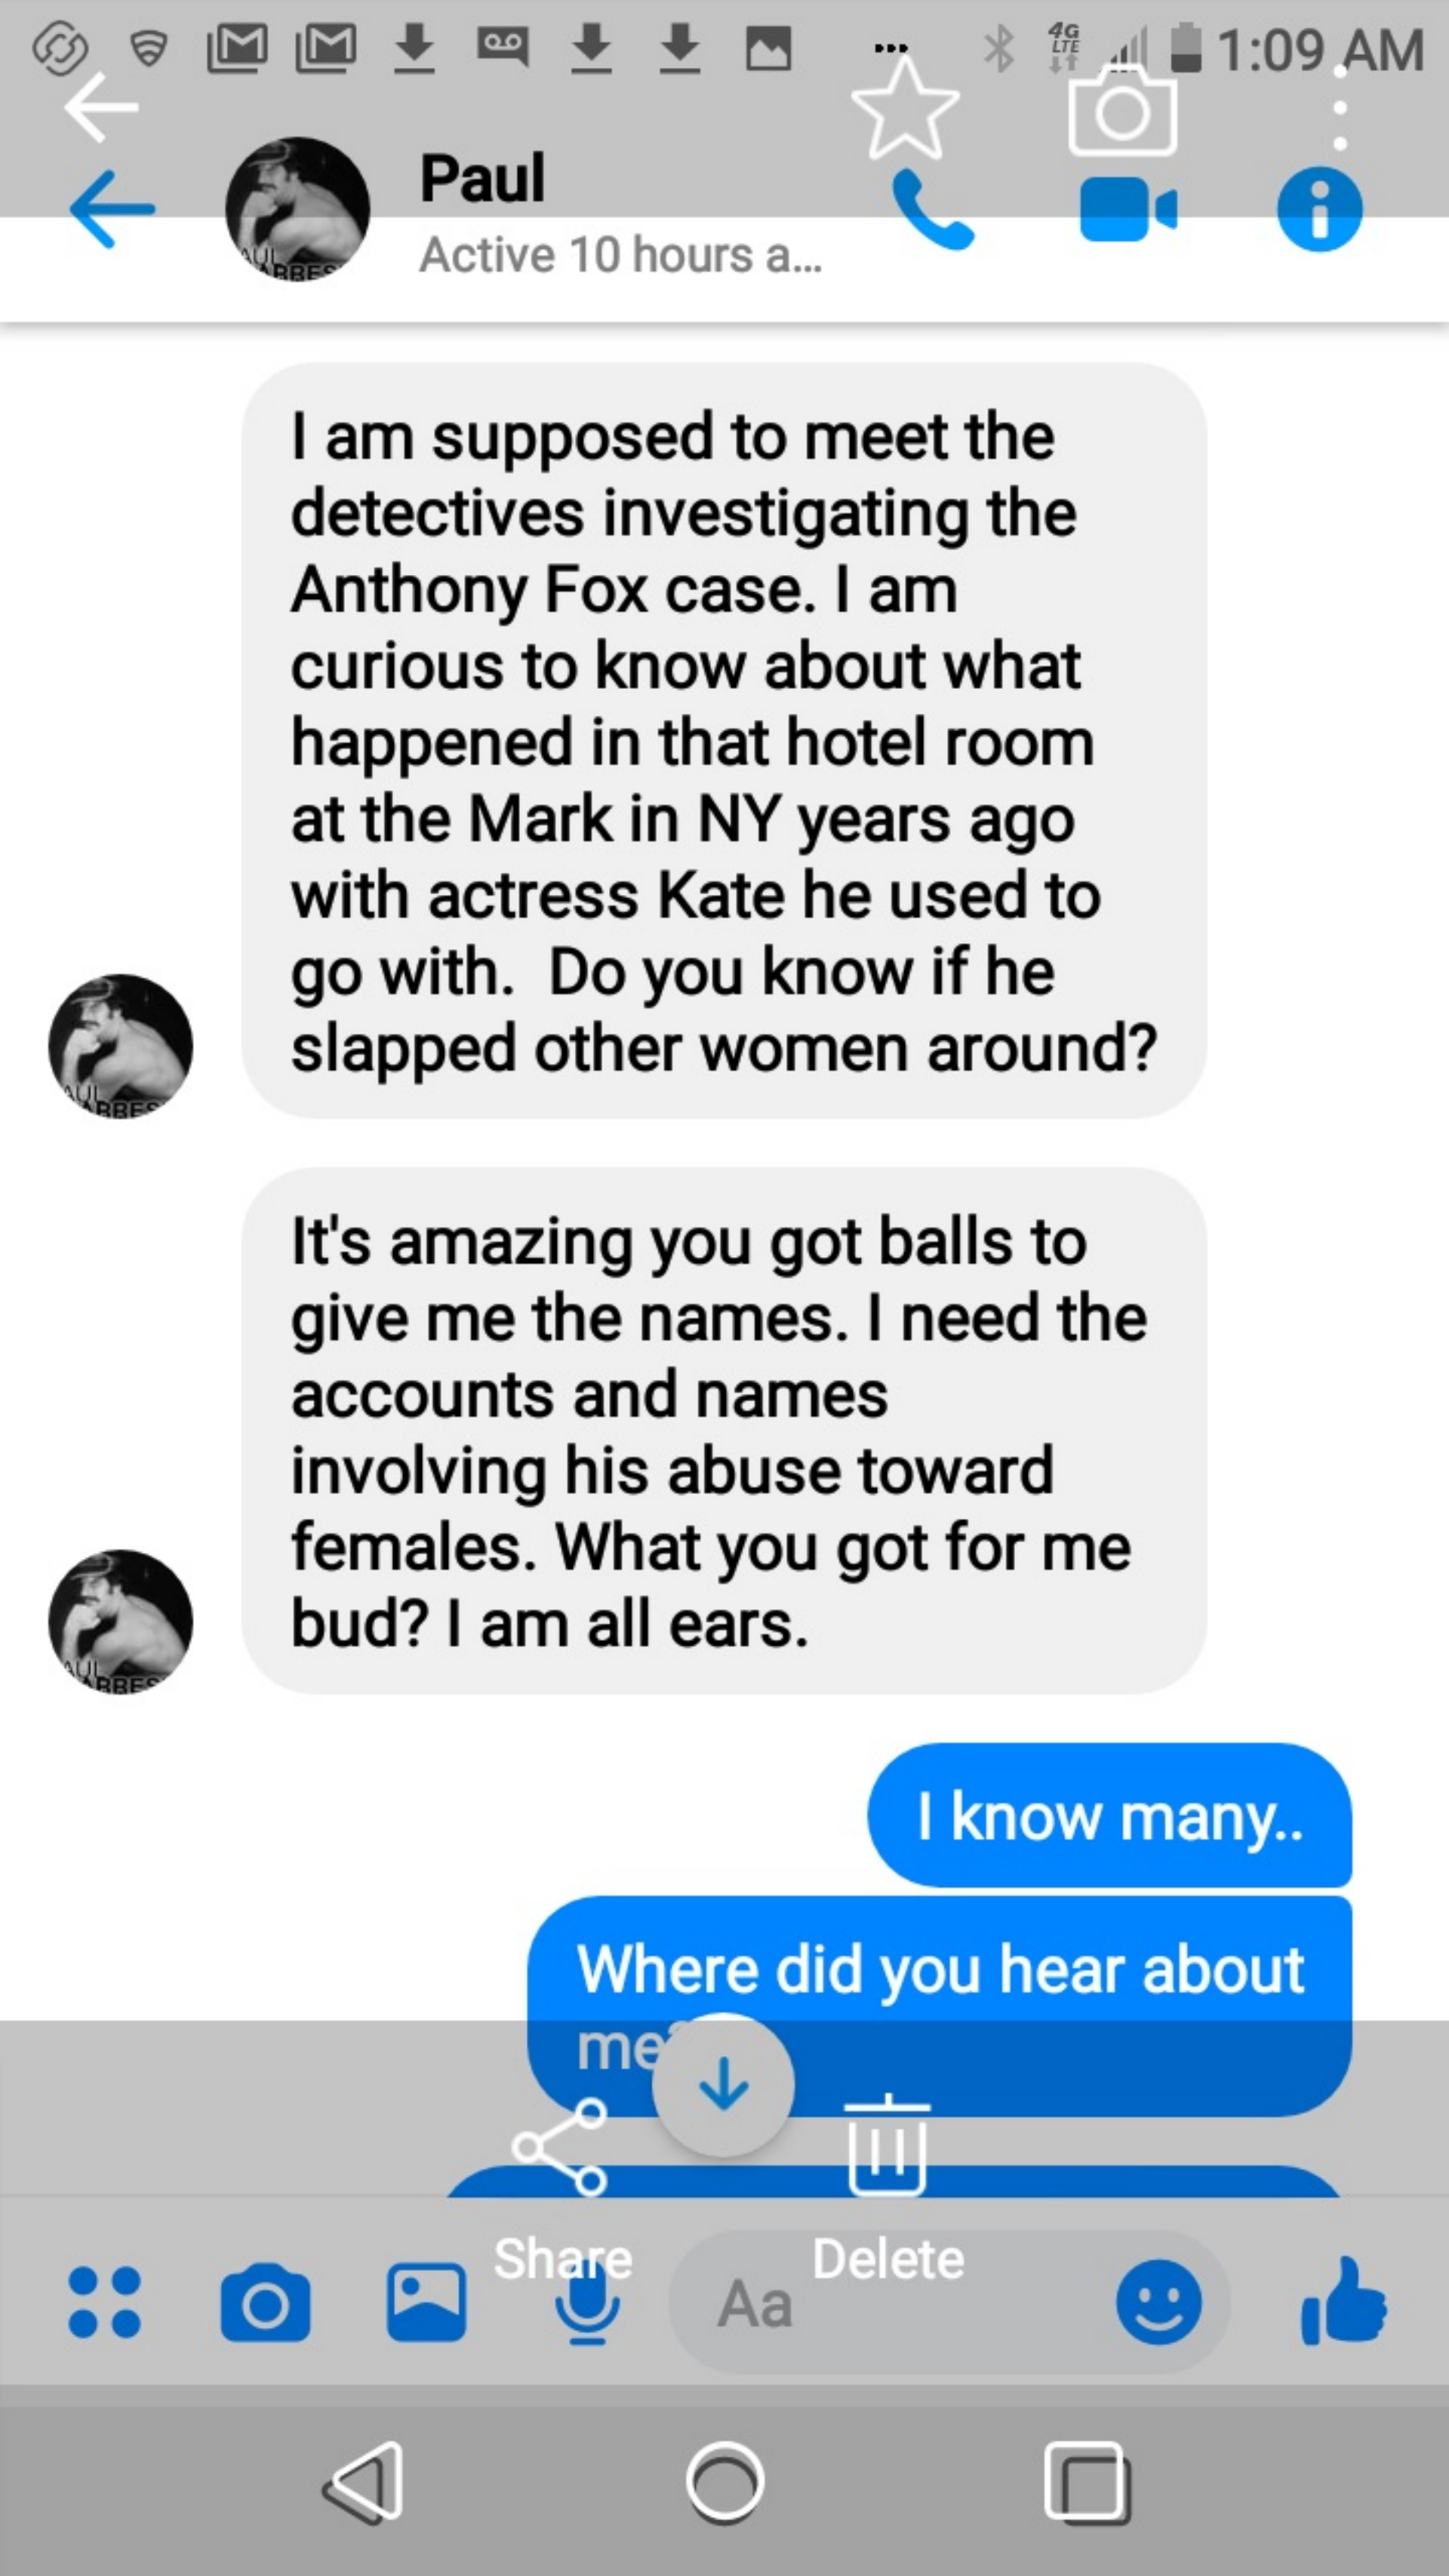 1:09 AM
4G
LTE
Paul
Active 10 hours a...
I am supposed to meet the
detectives investigating the
Anthony Fox case. I am
curious to know about what
happened in that hotel room
at the Mark in NY years ago
with actress Kate he used to
go with.  Do you know if he
slapped other women around?
It's amazing you got balls to
give me the names. I need the
accounts and names
involving his abuse toward
females. What you got for me
bud? I am all ears.
I know many..
Where did you hear about
me?
Share
Delete
Aa